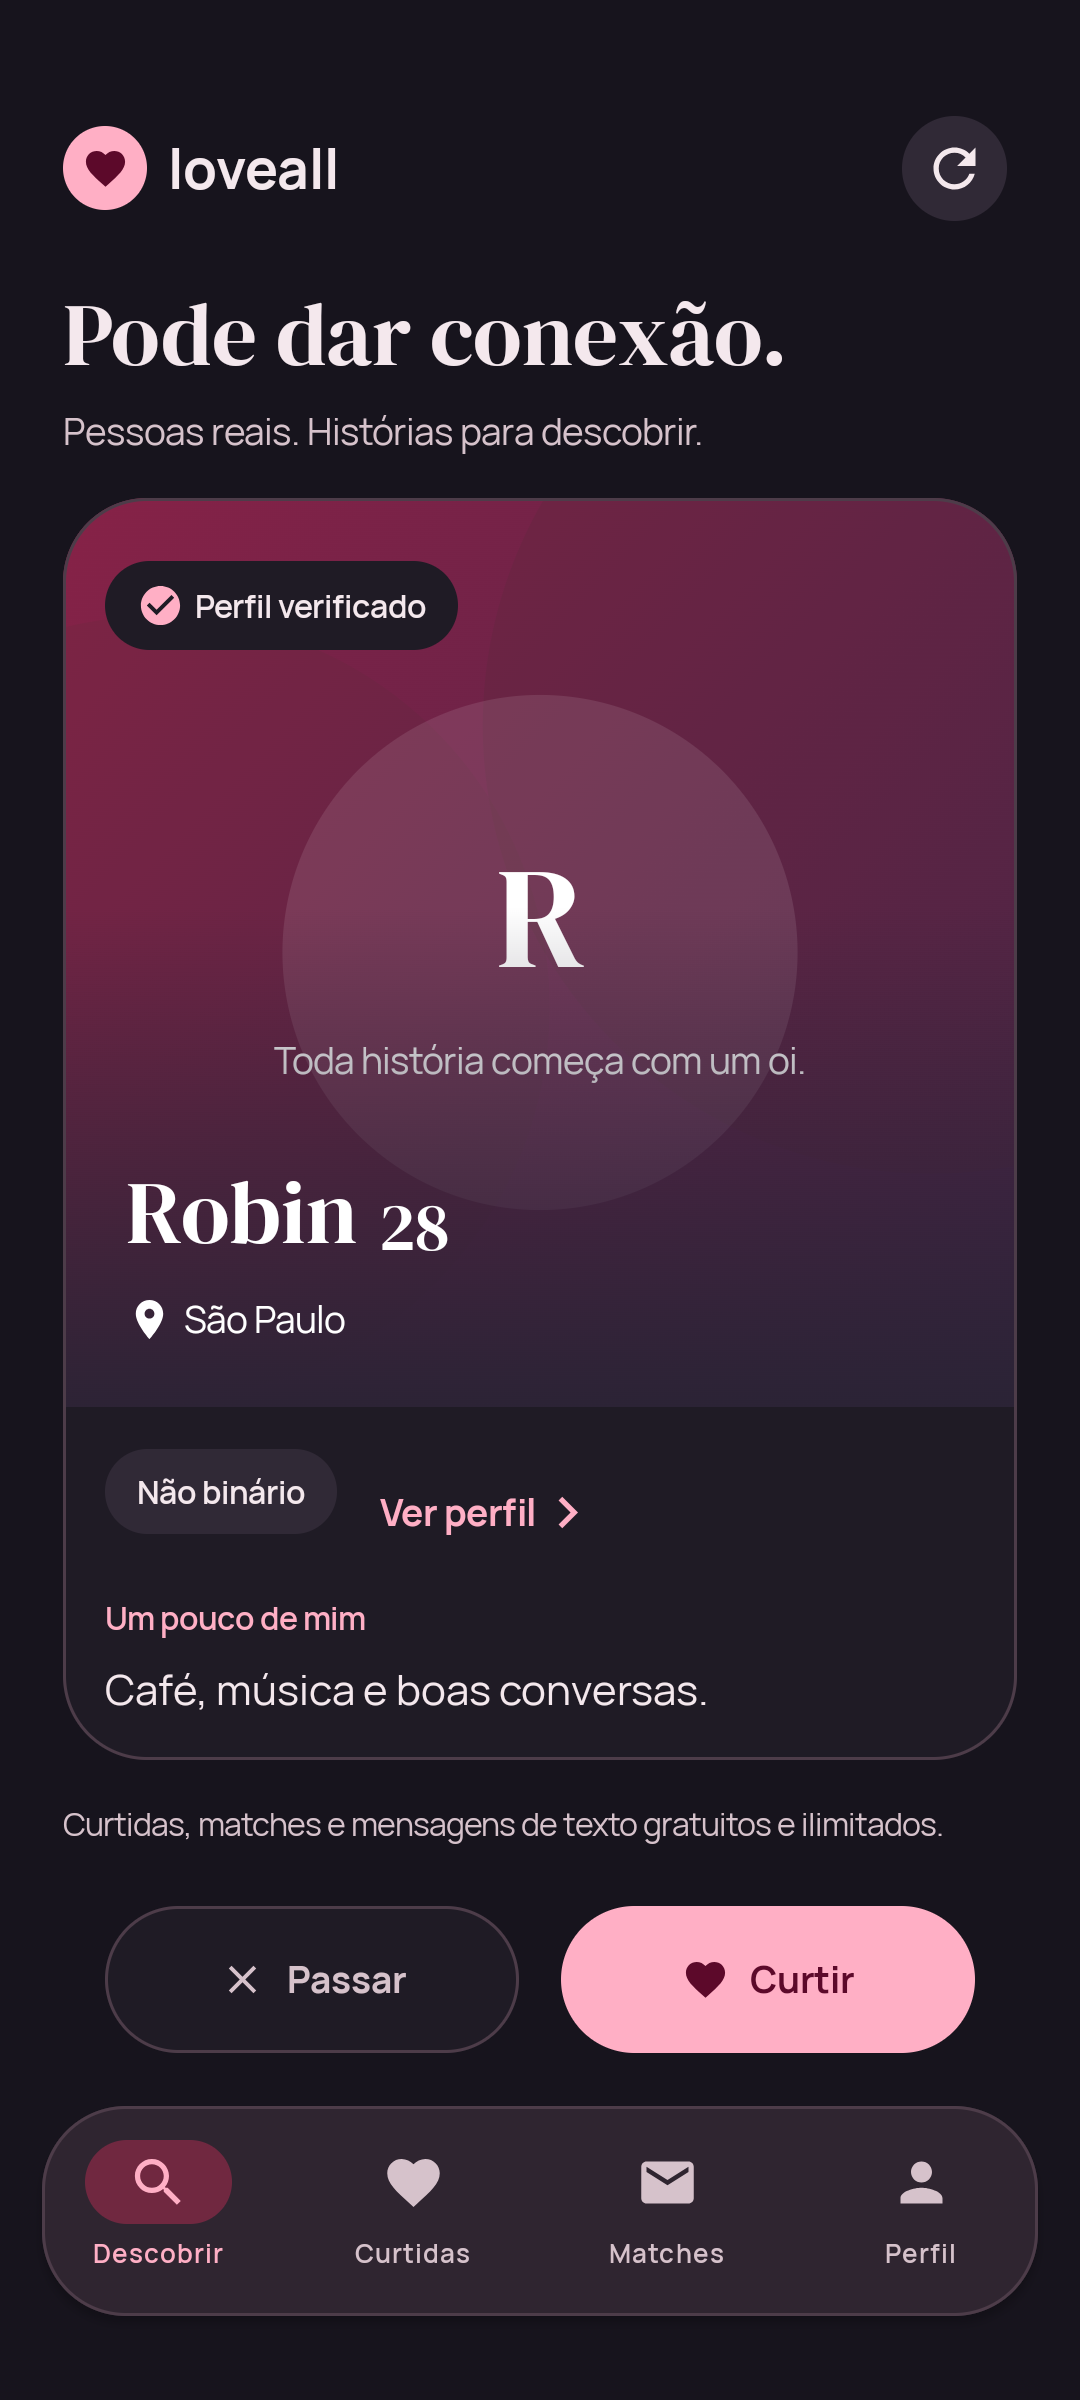 loveall
Pode dar conexão.
Pessoas reais. Histórias para descobrir.
Perfil verificado
R
Toda história começa com um oi.
Robin 28
São Paulo
Não binário
Ver perfil
Um pouco de mim
Café, música e boas conversas.
Curtidas, matches e mensagens de texto gratuitos e ilimitados.
Passar
Curtir
Descobrir
Curtidas
Matches
Perfil